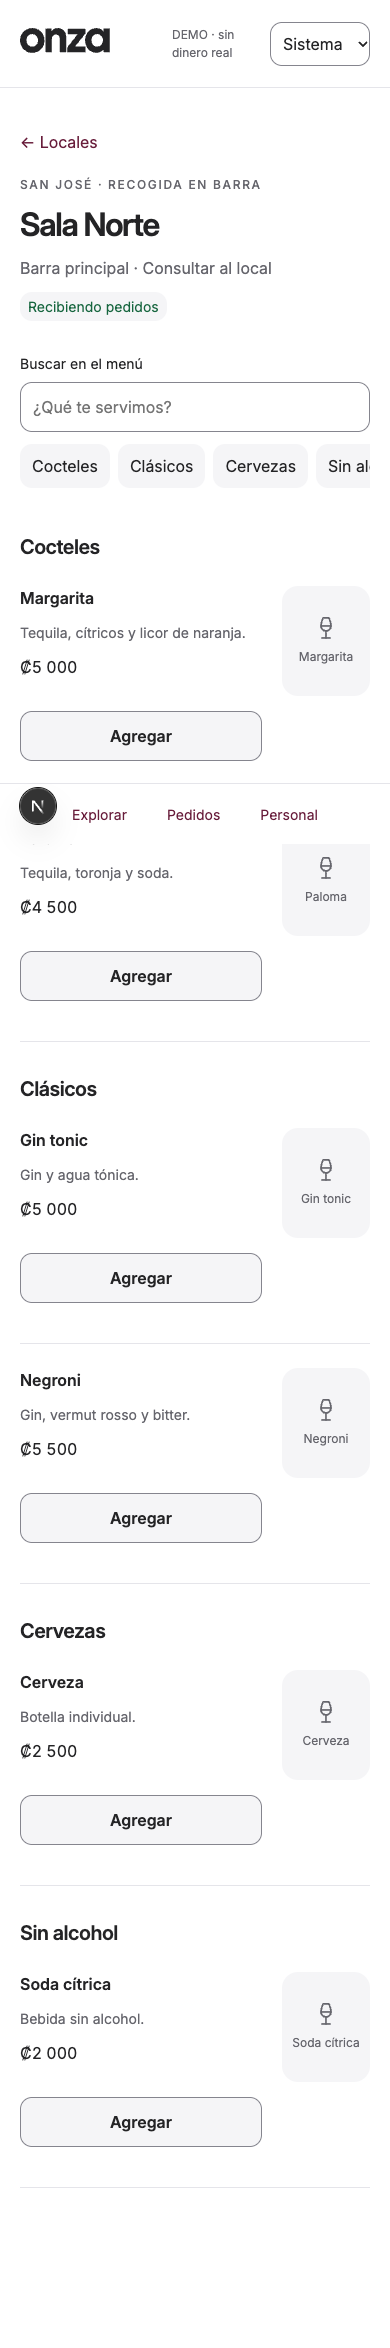 onza
DEMO · sin
dinero real
Sistema
← Locales
SAN JOSÉ · RECOGIDA EN BARRA
Sala Norte
Barra principal · Consultar al local
Recibiendo pedidos
Buscar en el menú
¿Qué te servimos?
Cocteles
Clásicos
Cervezas
Sin al
Cocteles
Margarita
Tequila, cítricos y licor de naranja.
₡5 000
Margarita
Agregar
N
Explorar
Pedidos
Personal
Tequila, toronja y soda.
₡4 500
Paloma
Agregar
Clásicos
Gin tonic
Gin y agua tónica.
₡5 000
Gin tonic
Agregar
Negroni
Gin, vermut rosso y bitter.
₡5 500
Negroni
Agregar
Cervezas
Cerveza
Botella individual.
₡2 500
Cerveza
Agregar
Sin alcohol
Soda cítrica
Bebida sin alcohol.
₡2 000
Soda cítrica
Agregar